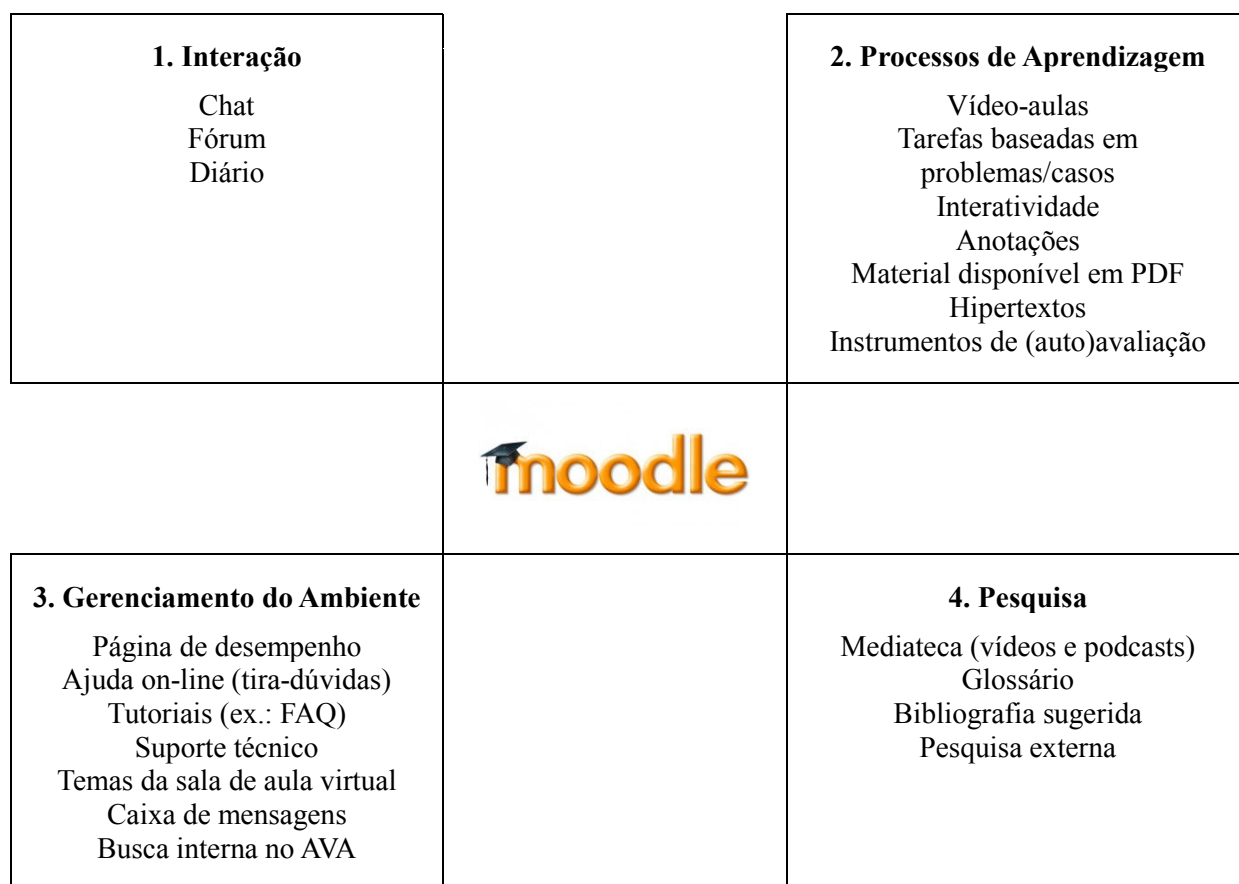 1. Interação
Chat
Fórum
Diário
2. Processos de Aprendizagem
Vídeo-aulas
Tarefas baseadas em
problemas/casos
Interatividade
Anotações
Material disponível em PDF
Hipertextos
Instrumentos de (auto)avaliação
moodle
3. Gerenciamento do Ambiente
Página de desempenho
Ajuda on-line (tira-dúvidas)
Tutoriais (ex.: FAQ)
Suporte técnico
Temas da sala de aula virtual
Caixa de mensagens
Busca interna no AVA
4. Pesquisa
Mediateca (vídeos e podcasts)
Glossário
Bibliografia sugerida
Pesquisa externa